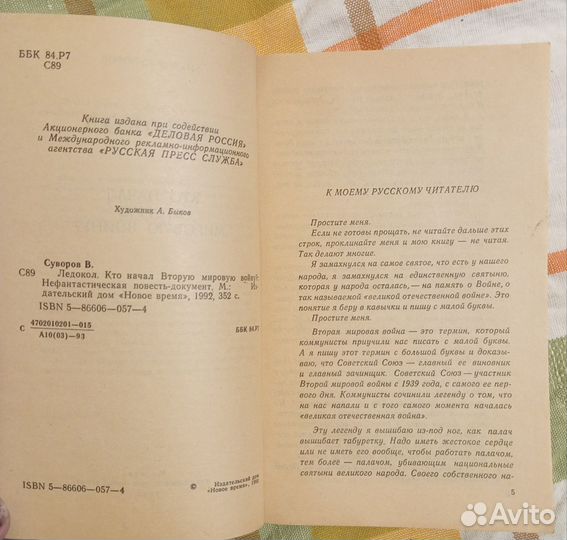 ББК 84.Р7
С89
Книга издана при содействии
Акционерного банка «ДЕЛОВАЯ РОССИЯ»
и Международного рекламно-информационного
агентства «РУССКАЯ ПРЕСС СЛУЖБА»
Художник А. Быков
Суворов В.
С89 Ледокол. Кто начал Вторую мировую войну?
Нефантастическая повесть-документ, М.: Из-
дательский дом «Новое время», 1992, 352 с.
ISBN 5—86606—057—4
С 4702010201—015
А10(03)—93
ББК 84.Р7
ISBN 5—86606—057—4
© Издательский дом
«Новое время»,
К МОЕМУ РУССКОМУ ЧИТАТЕЛЮ
Простите меня.
Если не готовы прощать, не читайте дальше этих
строк, проклинайте меня и мою книгу — не читая.
Так делают многие.
Я замахнулся на самое святое, что есть у нашего
народа, я замахнулся на единственную святыню,
которая у народа осталась,— на память о Войне, о
так называемой «великой отечественной войне». Это
понятие я беру в кавычки и пишу с малой буквы.
Простите меня.
Вторая мировая война — это термин, который
коммунисты приучили нас писать с малой буквы.
А я пишу этот термин с большой буквы и доказы-
ваю, что Советский Союз — главный ее виновник
и главный зачинщик. Советский Союз — участник
Второй мировой войны с 1939 года, с самого ее пер-
вого дня. Коммунисты сочинили легенду о том, что
на нас напали и с того самого момента началась
«великая отечественная война».
Эту легенду я вышибаю из-под ног, как палач
вышибает табуретку. Надо иметь жестокое сердце
или не иметь его вообще, чтобы работать палачом,
тем более — палачом, убивающим национальные
святыни великого народа. Своего собственного на-
5
Avito